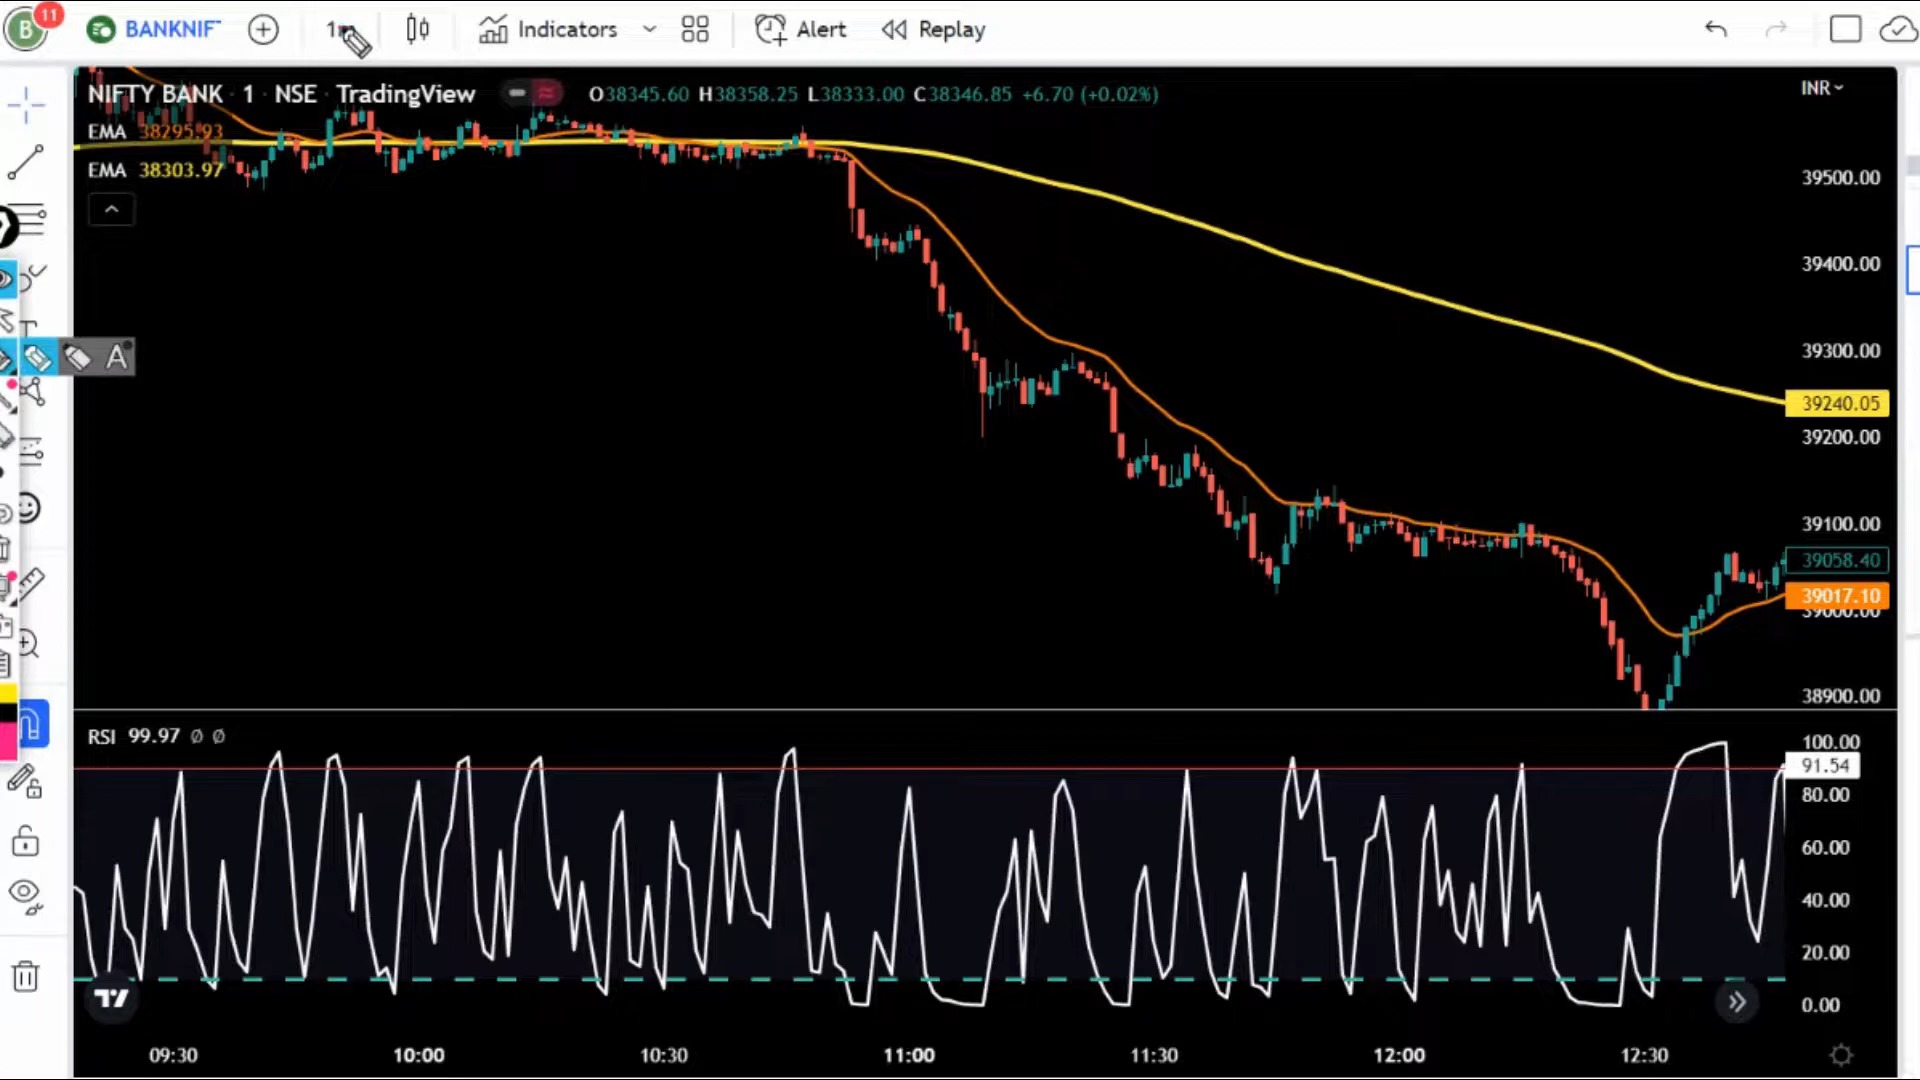 B 11 BANKNIF 1m Indicators Alert Replay
NIFTY BANK · 1 · NSE TradingView O38345.60 H38358.25 L38333.00 C38346.85 +6.70 (+0.02%) INR
EMA 38295.93
EMA 38303.97
39500.00
39400.00
39300.00
39240.05
39200.00
39100.00
39058.40
39017.10
39000.00
38900.00
A
RSI 99.97 ∅ ∅
100.00
91.54
80.00
60.00
40.00
20.00
0.00
09:30 10:00 10:30 11:00 11:30 12:00 12:30